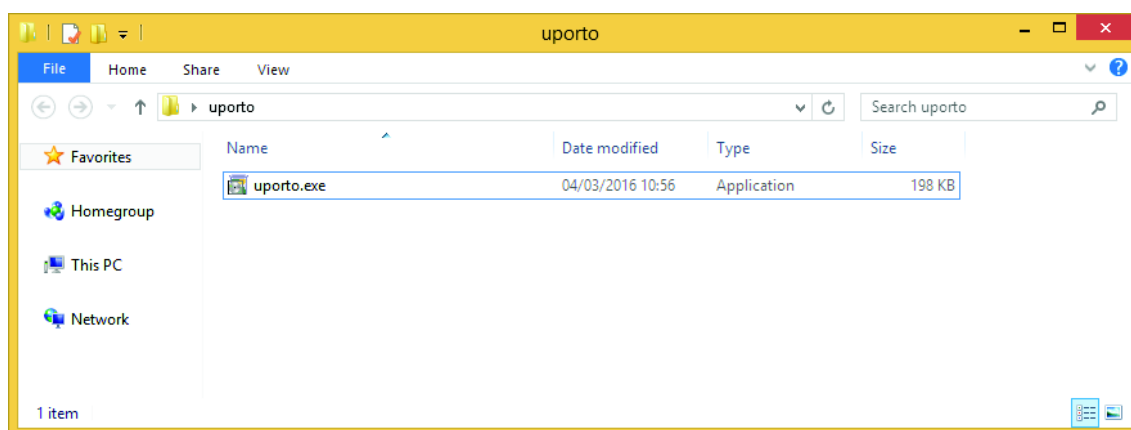 uporto
File Home Share View
uporto Search uporto
Favorites
Homegroup
This PC
Network
Name Date modified Type Size
uporto.exe 04/03/2016 10:56 Application 198 KB
1 item